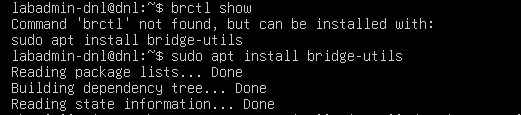 labadmin-dnl@dnl:~$ brctl show
Command 'brctl' not found, but can be installed with:
sudo apt install bridge-utils
labadmin-dnl@dnl:~$ sudo apt install bridge-utils
Reading package lists... Done
Building dependency tree... Done
Reading state information... Done